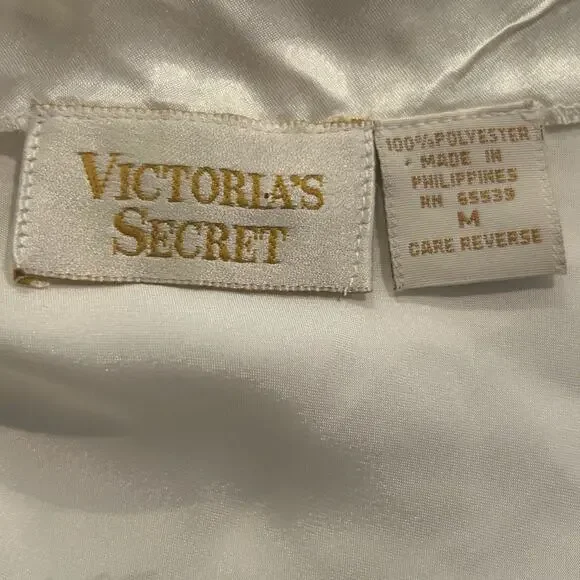 VICTORIA'S
SECRET
100% POLYESTER
MADE IN
PHILIPPINES
RN 65539
M
CARE REVERSE